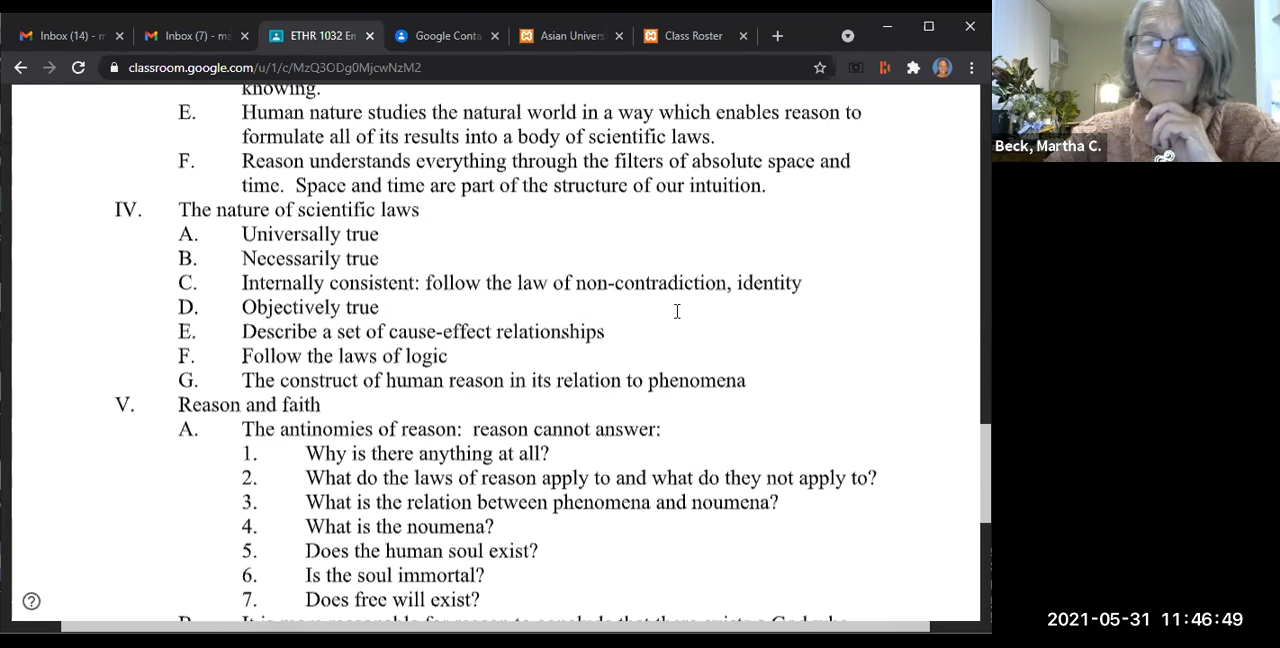 Inbox (14) - m
Inbox (7) - ma
ETHR 1032 En
Google Conta
Asian Univers
Class Roster
classroom.google.com/u/1/c/MzQ3ODg0MjcwNzM2
knowing.
E. Human nature studies the natural world in a way which enables reason to
formulate all of its results into a body of scientific laws.
F. Reason understands everything through the filters of absolute space and
time. Space and time are part of the structure of our intuition.
IV. The nature of scientific laws
A. Universally true
B. Necessarily true
C. Internally consistent: follow the law of non-contradiction, identity
D. Objectively true
E. Describe a set of cause-effect relationships
F. Follow the laws of logic
G. The construct of human reason in its relation to phenomena
V. Reason and faith
A. The antinomies of reason: reason cannot answer:
1. Why is there anything at all?
2. What do the laws of reason apply to and what do they not apply to?
3. What is the relation between phenomena and noumena?
4. What is the noumena?
5. Does the human soul exist?
6. Is the soul immortal?
7. Does free will exist?
Beck, Martha C.
2021-05-31 11:46:49